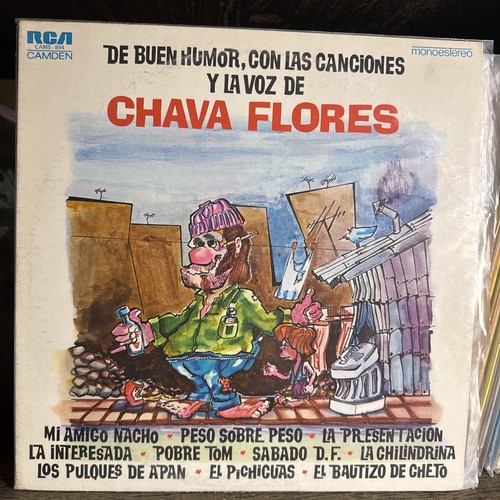 RCA
CAMS-894
CAMDEN
monoestereo
DE BUEN HUMOR, CON LAS CANCIONES
Y LA VOZ DE
CHAVA FLORES
MI AMIGO NACHO • PESO SOBRE PESO • LA PRESENTACION
LA INTERESADA • POBRE TOM • SABADO D.F. • LA CHILINDRINA
LOS PULQUES DE APAN • EL PICHICUAS • EL BAUTIZO DE CHETO